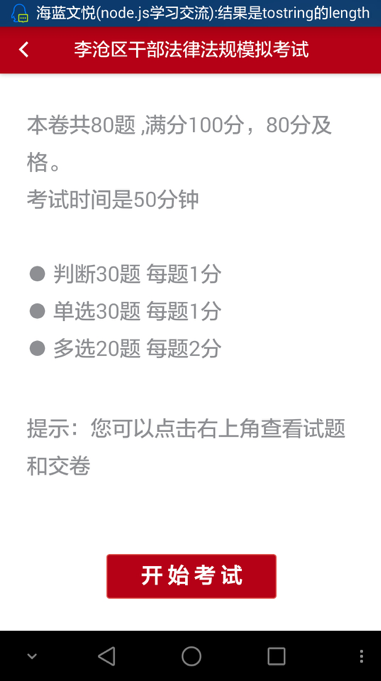 海蓝文悦(node.js学习交流):结果是tostring的length
李沧区干部法律法规模拟考试
本卷共80题 ,满分100分，80分及
格。
考试时间是50分钟
● 判断30题 每题1分
● 单选30题 每题1分
● 多选20题 每题2分
提示：您可以点击右上角查看试题
和交卷
开始考试